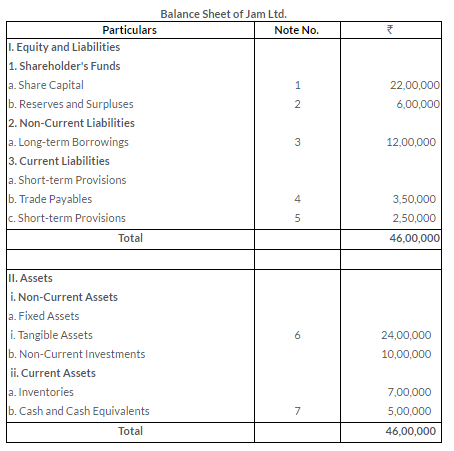 Balance Sheet of Jam Ltd.
Particulars Note No. ₹
I. Equity and Liabilities
1. Shareholder's Funds
a. Share Capital 1 22,00,000
b. Reserves and Surpluses 2 6,00,000
2. Non-Current Liabilities
a. Long-term Borrowings 3 12,00,000
3. Current Liabilities
a. Short-term Provisions
b. Trade Payables 4 3,50,000
c. Short-term Provisions 5 2,50,000
Total 46,00,000
II. Assets
i. Non-Current Assets
a. Fixed Assets
i. Tangible Assets 6 24,00,000
b. Non-Current Investments 10,00,000
ii. Current Assets
a. Inventories 7,00,000
b. Cash and Cash Equivalents 7 5,00,000
Total 46,00,000